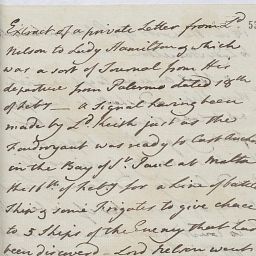 Extract of a private Letter from Ld
Nelson to Lady Hamilton, which
was a sort of Journal from his
departure from Palermo dated 18th
of Feby — a Signal having been
made by Ld Keith just as the
Foudroyant was ready to Cast Anchor
in the Bay of St Paul at Malta
the 16th of Feby for a Line of battle
Ship & some Frigates to give chace
to 5 Ships of the Enemy that had
been discovered — Lord Nelson went